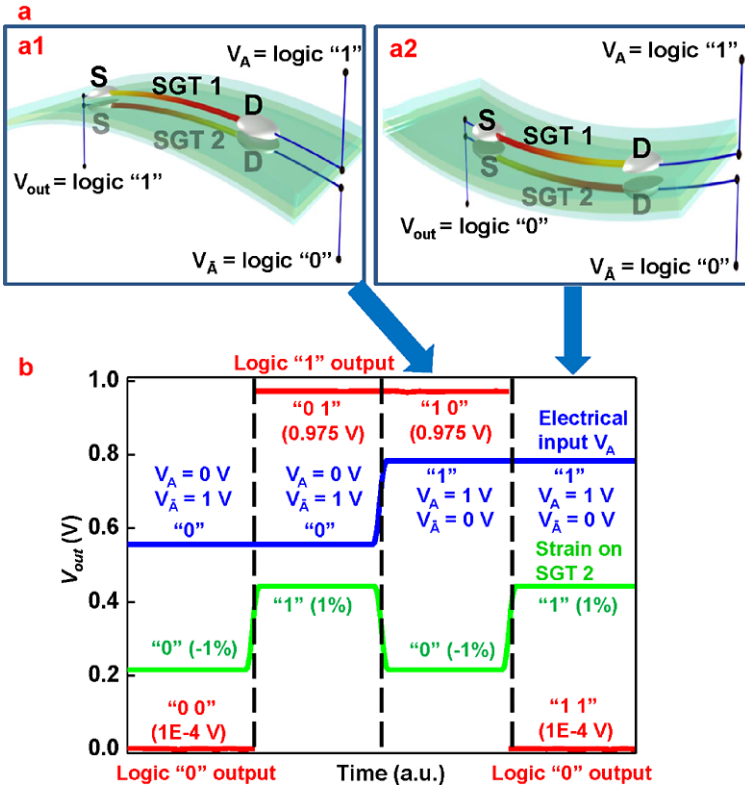 a
a1
V_A = logic "1"
S
SGT 1
D
S
SGT 2
D
V_out = logic "1"
V_Ā = logic "0"
a2
V_A = logic "1"
S
SGT 1
D
S
SGT 2
D
V_out = logic "0"
V_Ā = logic "0"
b
Logic "1" output
1.0
0.8
0.6
0.4
0.2
0.0
V_out (V)
"0 1"
(0.975 V)
"1 0"
(0.975 V)
Electrical
input V_A
V_A = 0 V
V_Ā = 1 V
"0"
V_A = 0 V
V_Ā = 1 V
"0"
"1"
V_A = 1 V
V_Ā = 0 V
"1"
V_A = 1 V
V_Ā = 0 V
Strain on
SGT 2
"0" (-1%)
"1" (1%)
"0" (-1%)
"1" (1%)
"0 0"
(1E-4 V)
"1 1"
(1E-4 V)
Logic "0" output
Time (a.u.)
Logic "0" output